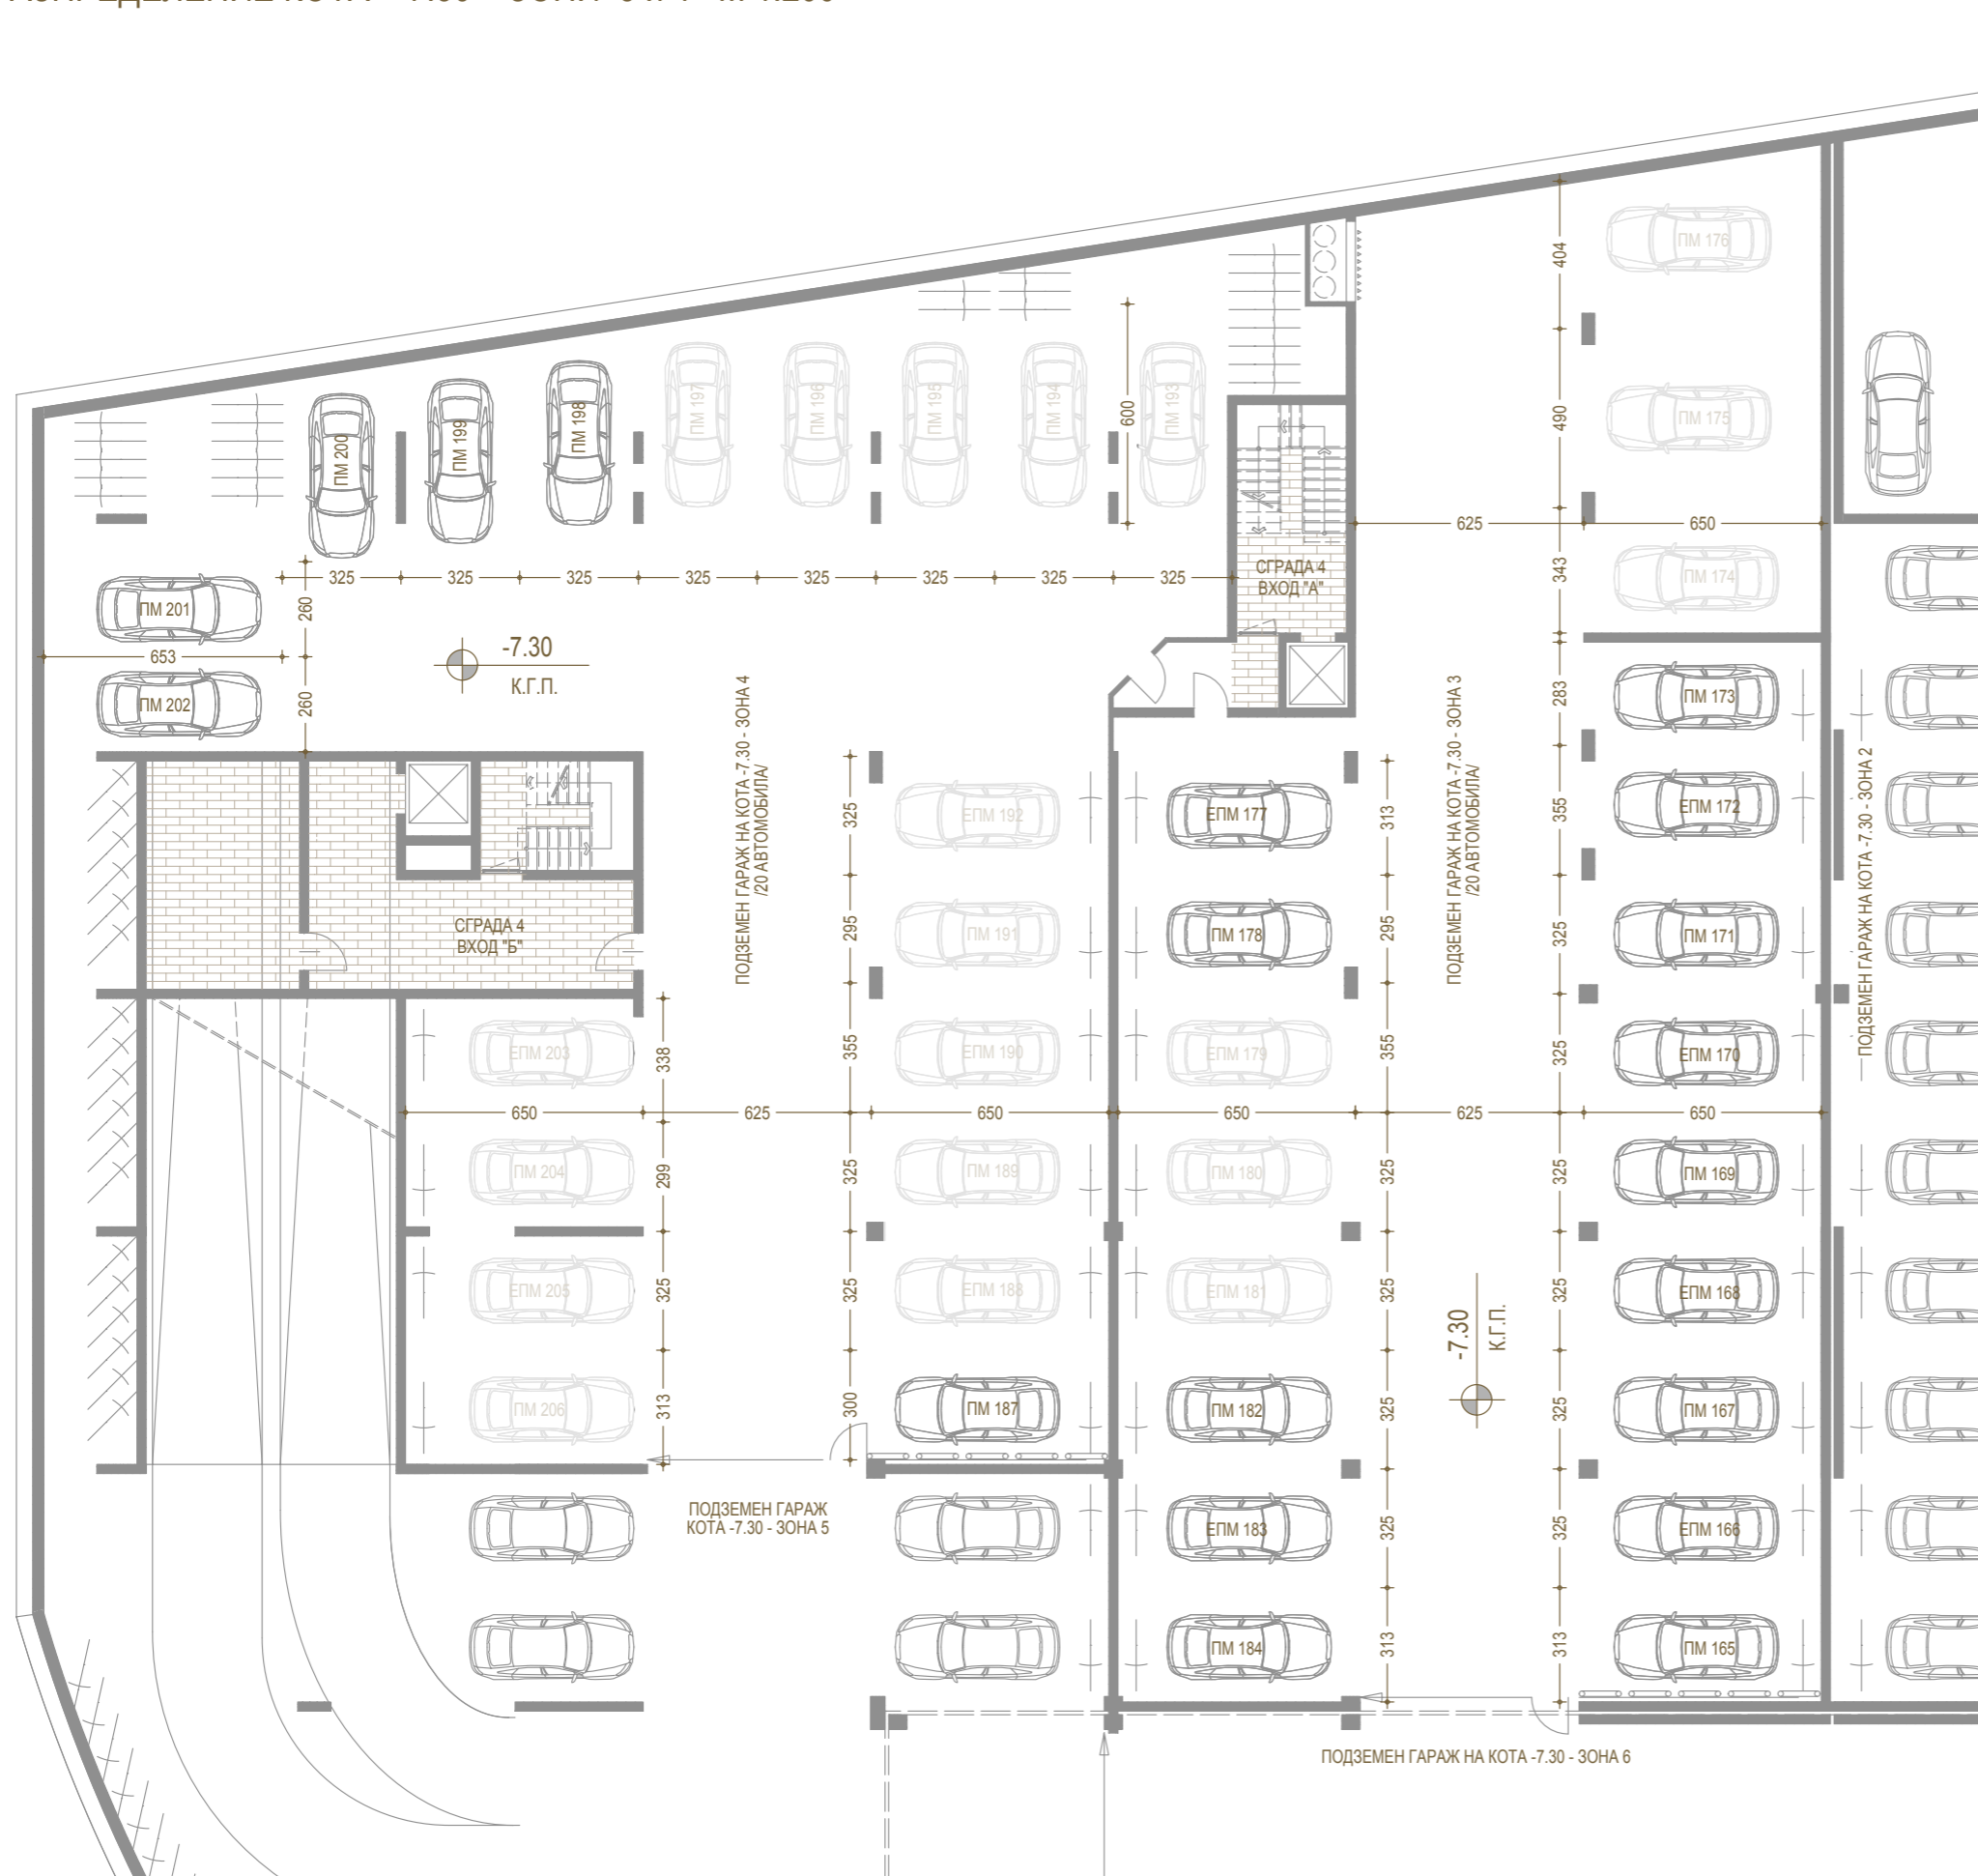 ПМ 176
404
ПМ 175
490
ПМ 200
ПМ 199
ПМ 198
ПМ 197
ПМ 196
ПМ 195
ПМ 194
ПМ 193
600
625
650
343
ПМ 174
325
325
325
325
325
325
325
325
СГРАДА 4
ВХОД "А"
260
ПМ 201
653
260
ПМ 202
-7.30
К.Г.П.
ПОДЗЕМЕН ГАРАЖ НА КОТА -7.30 - ЗОНА 4
/20 АВТОМОБИЛА/
ПОДЗЕМЕН ГАРАЖ НА КОТА -7.30 - ЗОНА 3
/20 АВТОМОБИЛА/
ПОДЗЕМЕН ГАРАЖ НА КОТА -7.30 - ЗОНА 2
283
ПМ 173
325
ЕПМ 192
ЕПМ 177
313
355
ЕПМ 172
СГРАДА 4
ВХОД "Б"
295
ПМ 191
ПМ 178
295
325
ПМ 171
ЕПМ 203
338
355
ЕПМ 190
ЕПМ 179
355
325
ЕПМ 170
650
625
650
650
625
650
ПМ 204
299
325
ПМ 189
ПМ 180
325
325
ПМ 169
ЕПМ 205
325
325
ЕПМ 188
ЕПМ 181
325
-7.30
К.Г.П.
325
ЕПМ 168
ПМ 206
313
300
ПМ 187
ПМ 182
325
325
ПМ 167
ПОДЗЕМЕН ГАРАЖ
КОТА -7.30 - ЗОНА 5
ЕПМ 183
325
325
ЕПМ 166
ПМ 184
313
313
ПМ 165
ПОДЗЕМЕН ГАРАЖ НА КОТА -7.30 - ЗОНА 6